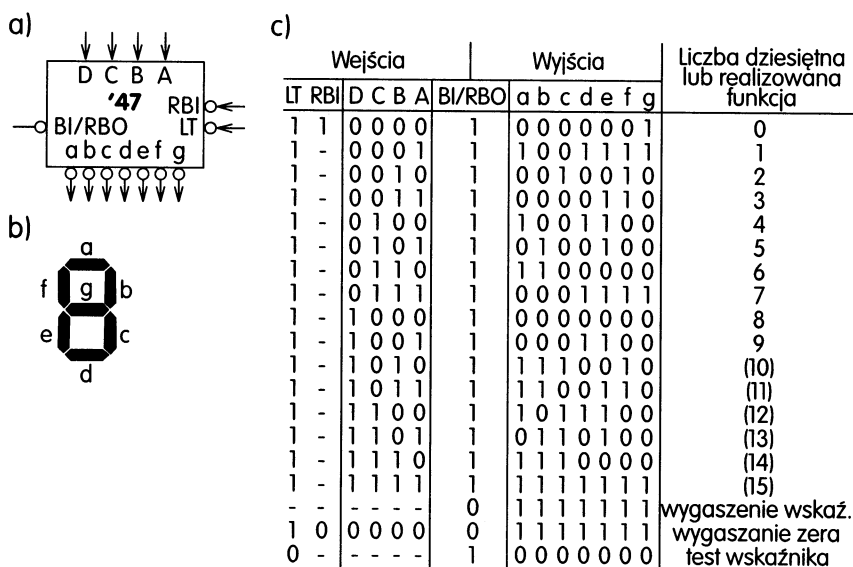 a)
D C B A
'47
RBI
BI/RBO LT
a b c d e f g
b)
a
f g b
e c
d
c)
Wejścia Wyjścia Liczba dziesiętna
lub realizowana
funkcja
LT RBI D C B A BI/RBO a b c d e f g
1 1 0 0 0 0 1 0 0 0 0 0 0 1 0
1 - 0 0 0 1 1 1 0 0 1 1 1 1 1
1 - 0 0 1 0 1 0 0 1 0 0 1 0 2
1 - 0 0 1 1 1 0 0 0 0 1 1 0 3
1 - 0 1 0 0 1 1 0 0 1 1 0 0 4
1 - 0 1 0 1 1 0 1 0 0 1 0 0 5
1 - 0 1 1 0 1 1 1 0 0 0 0 0 6
1 - 0 1 1 1 1 0 0 0 1 1 1 1 7
1 - 1 0 0 0 1 0 0 0 0 0 0 0 8
1 - 1 0 0 1 1 0 0 0 1 1 0 0 9
1 - 1 0 1 0 1 1 1 1 0 0 1 0 (10)
1 - 1 0 1 1 1 1 1 0 0 1 1 0 (11)
1 - 1 1 0 0 1 1 0 1 1 1 0 0 (12)
1 - 1 1 0 1 1 0 1 1 0 1 0 0 (13)
1 - 1 1 1 0 1 1 1 1 0 0 0 0 (14)
1 - 1 1 1 1 1 1 1 1 1 1 1 1 (15)
- - - - - - 0 1 1 1 1 1 1 1 wygaszenie wskaź.
1 0 0 0 0 0 0 1 1 1 1 1 1 1 wygaszanie zera
0 - - - - - 1 0 0 0 0 0 0 0 test wskaźnika